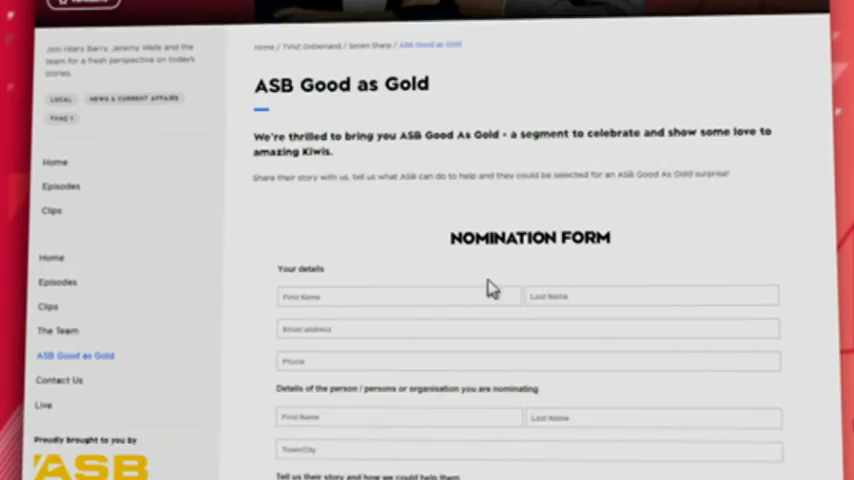 Join Hilary Barry, Jeremy Wells and the
team for a fresh perspective on today's
stories.
LOCAL
NEWS & CURRENT AFFAIRS
TVNZ 1
Home
Episodes
Clips
Home
Episodes
Clips
The Team
ASB Good as Gold
Contact Us
Live
Proudly brought to you by
ASB
Home / TVNZ OnDemand / Seven Sharp / ASB Good as Gold
ASB Good as Gold
We're thrilled to bring you ASB Good As Gold - a segment to celebrate and show some love to
amazing Kiwis.
Share their story with us, tell us what ASB can do to help and they could be selected for an ASB Good As Gold surprise!
NOMINATION FORM
Your details
First Name
Last Name
Email address
Phone
Details of the person / persons or organisation you are nominating
First Name
Last Name
Town/City
Tell us their story and how we could help them